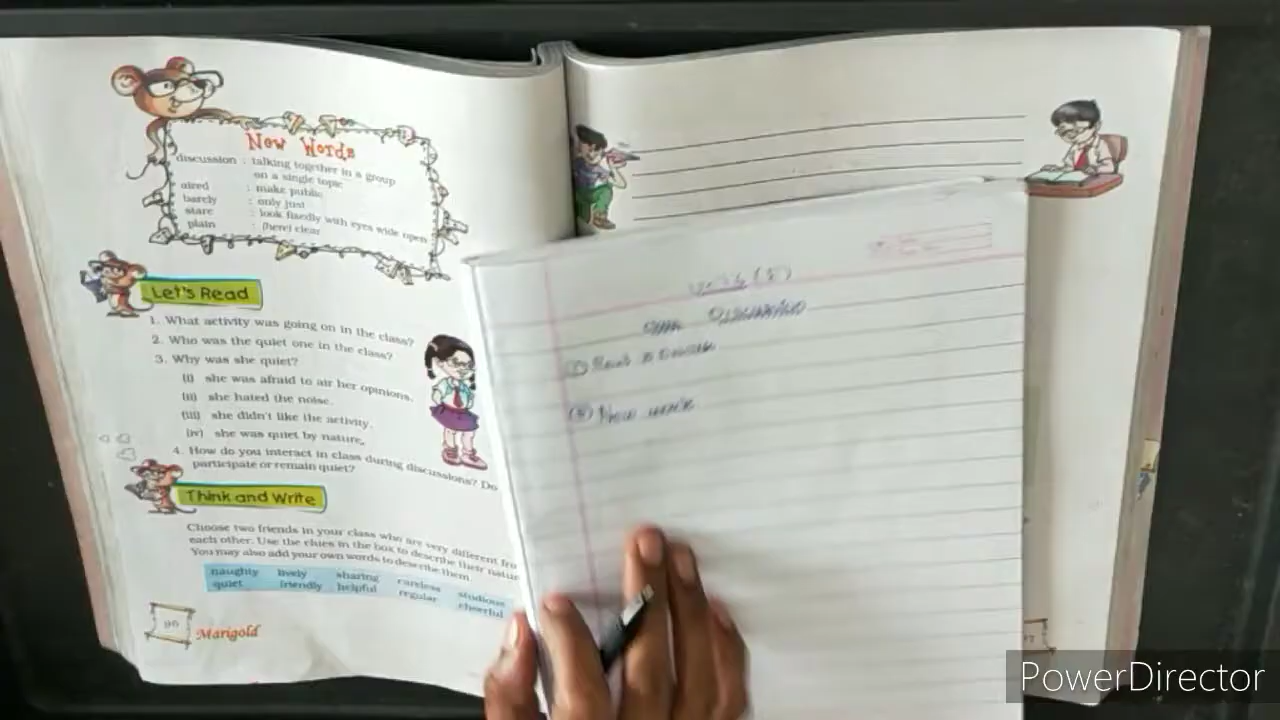 New Words
discussion : talking together in a group
on a single topic
aired : make public
barely : only just
stare : look fixedly with eyes wide open
plain : (here) clear
Let's Read
1. What activity was going on in the class?
2. Who was the quiet one in the class?
3. Why was she quiet?
(i) she was afraid to air her opinions.
(ii) she hated the noise.
(iii) she didn't like the activity.
(iv) she was quiet by nature.
4. How do you interact in class during discussions? Do
participate or remain quiet?
Think and Write
Choose two friends in your class who are very different fro
each other. Use the clues in the box to describe their natur
You may also add your own words to describe them.
naughty lively sharing careless studious
quiet friendly helpful regular cheerful
90
Marigold
(1)
New words
PowerDirector